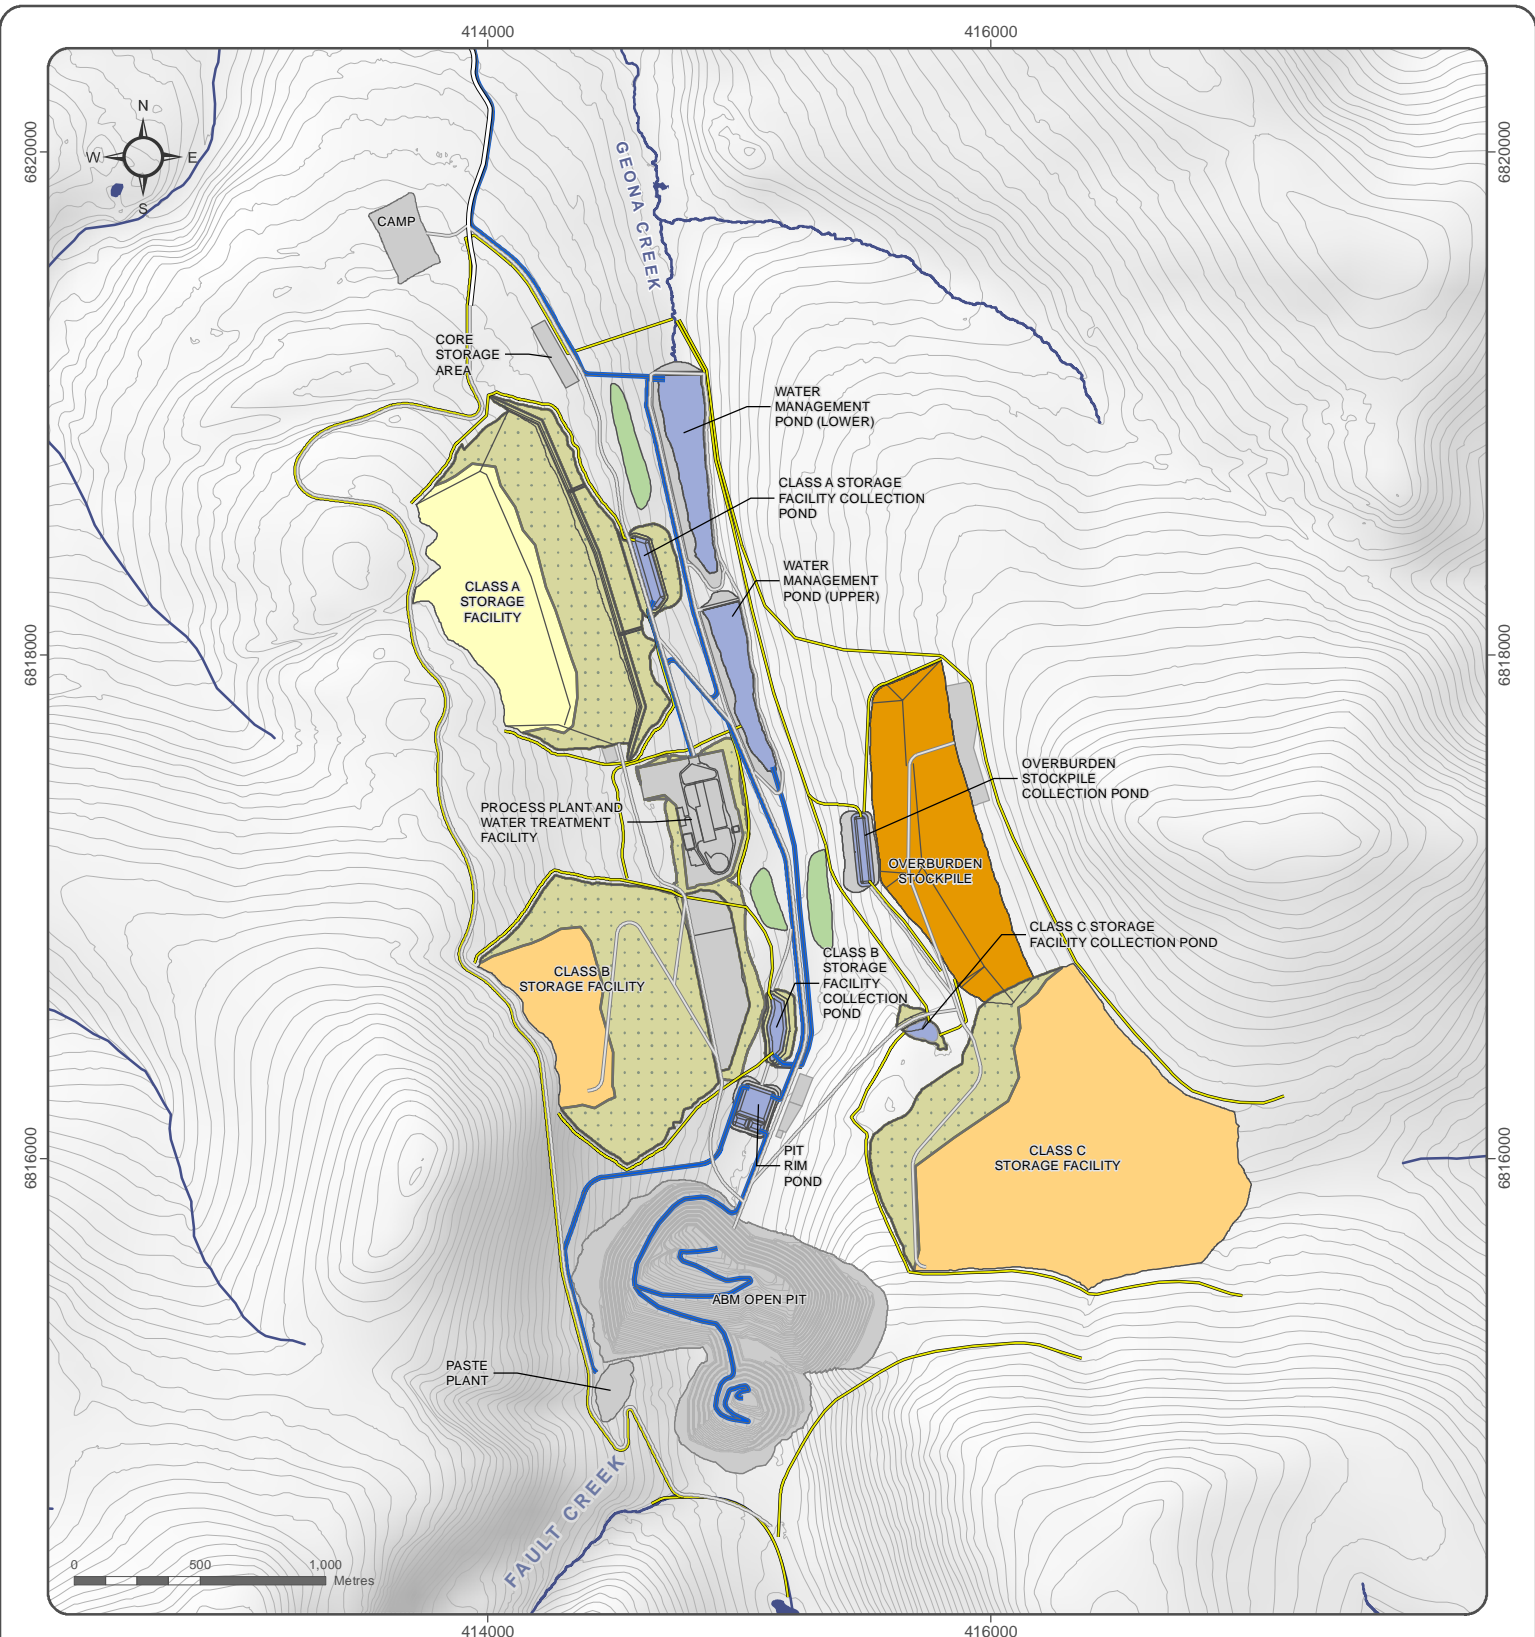 414000
416000
6820000
6820000
N
W
E
S
GEONA CREEK
CAMP
CORE
STORAGE
AREA
WATER
MANAGEMENT
POND (LOWER)
CLASS A STORAGE
FACILITY COLLECTION
POND
WATER
MANAGEMENT
POND (UPPER)
CLASS A
STORAGE
FACILITY
6818000
6818000
OVERBURDEN
STOCKPILE
COLLECTION POND
PROCESS PLANT AND
WATER TREATMENT
FACILITY
OVERBURDEN
STOCKPILE
CLASS C STORAGE
FACILITY COLLECTION POND
CLASS B
STORAGE
FACILITY
COLLECTION
POND
CLASS B
STORAGE FACILITY
6816000
6816000
PIT
RIM
POND
CLASS C
STORAGE FACILITY
ABM OPEN PIT
PASTE
PLANT
FAULT CREEK
0
500
1,000
Metres
414000
416000